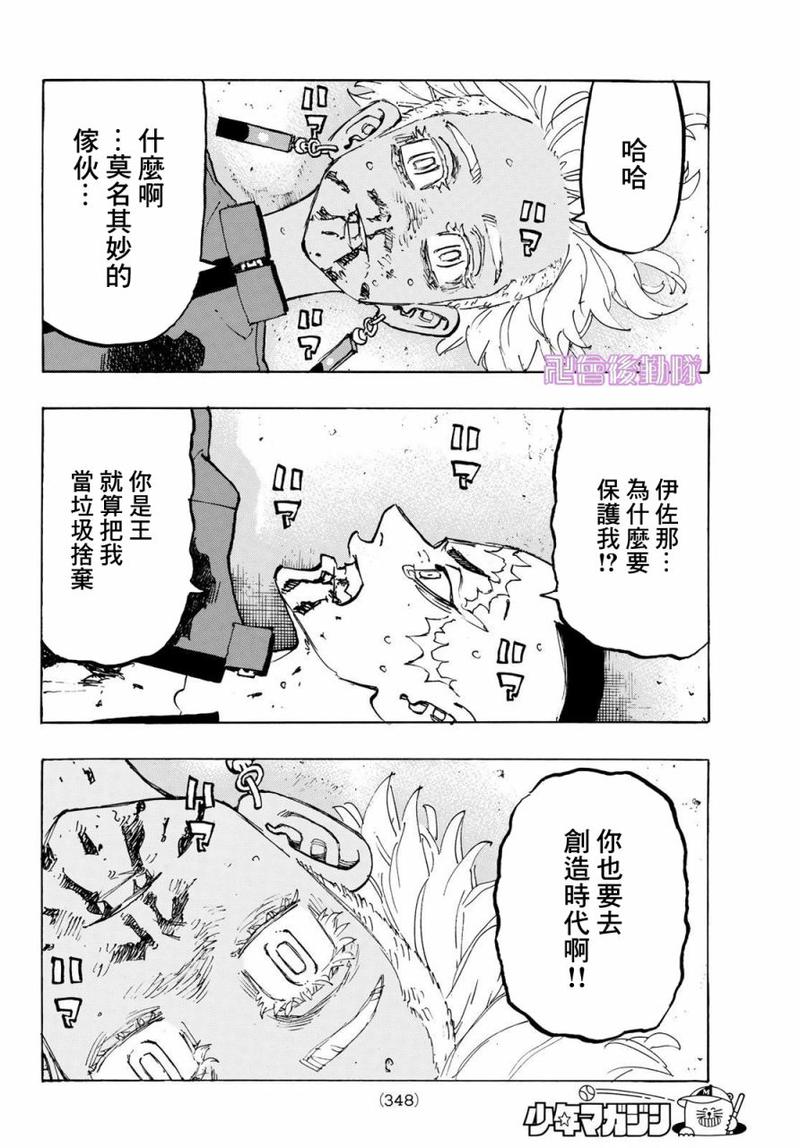 哈哈
什麼啊
…莫名其妙的
傢伙…
ハァ
ハァ
ハァ
ハァ
卍會後勤隊
伊佐那…
為什麼要
保護我!?
你是王
就算把我
當垃圾捨棄
ハァ
ハァ
ハァ
ハァ
你也要去
創造時代啊!!
ハァ
ハァ
(348)
少年マガジン